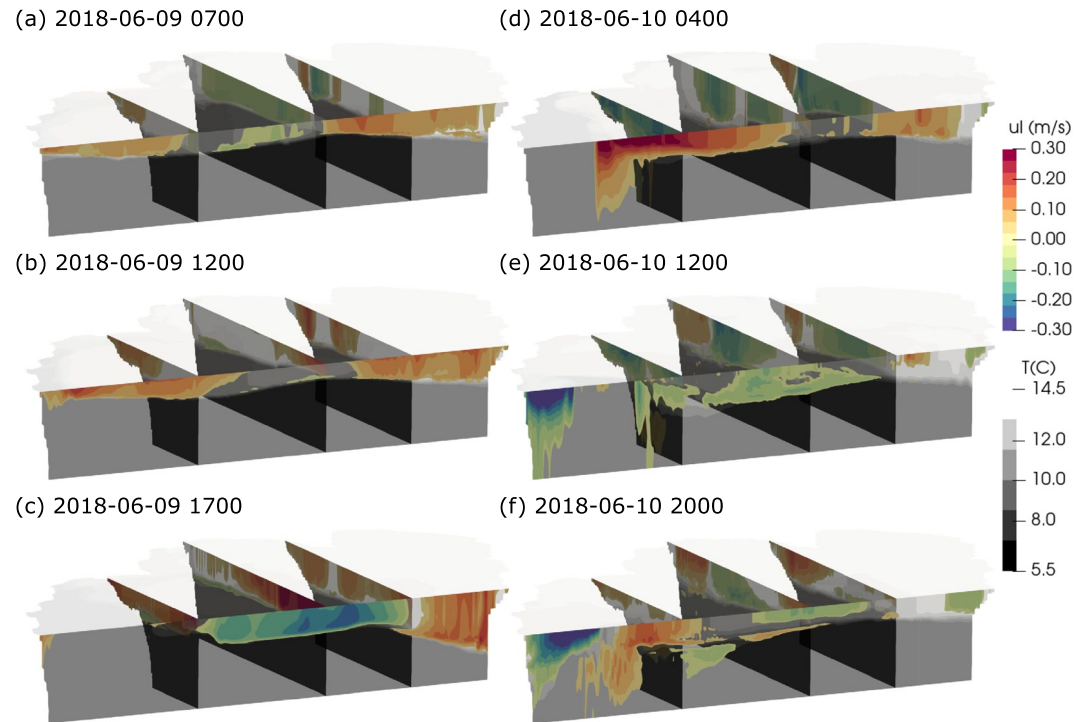 (a) 2018-06-09 0700
(d) 2018-06-10 0400
ul (m/s)
0.30
0.20
0.10
0.00
-0.10
-0.20
-0.30
(b) 2018-06-09 1200
(e) 2018-06-10 1200
T(C)
14.5
12.0
10.0
8.0
5.5
(c) 2018-06-09 1700
(f) 2018-06-10 2000